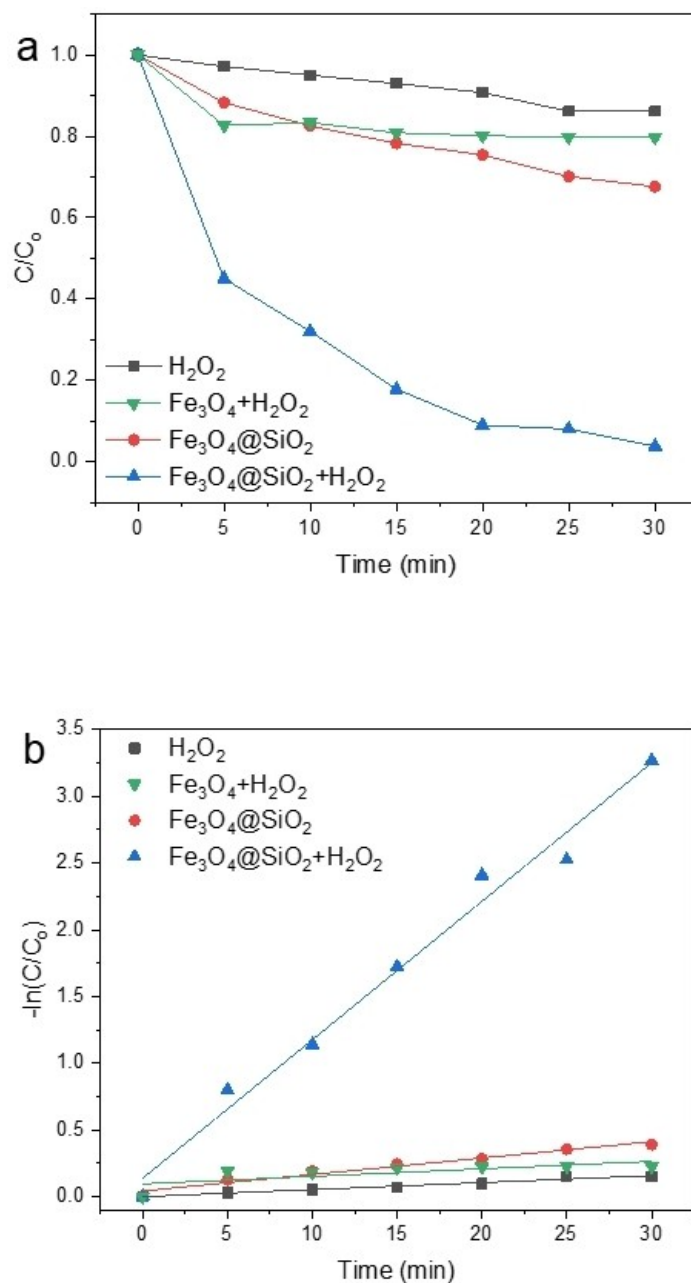 a
1.0
0.8
0.6
0.4
0.2
0.0
C/C₀
H₂O₂
Fe₃O₄+H₂O₂
Fe₃O₄@SiO₂
Fe₃O₄@SiO₂+H₂O₂
0 5 10 15 20 25 30
Time (min)
b
3.5
3.0
2.5
2.0
1.5
1.0
0.5
0.0
-ln(C/C₀)
H₂O₂
Fe₃O₄+H₂O₂
Fe₃O₄@SiO₂
Fe₃O₄@SiO₂+H₂O₂
0 5 10 15 20 25 30
Time (min)